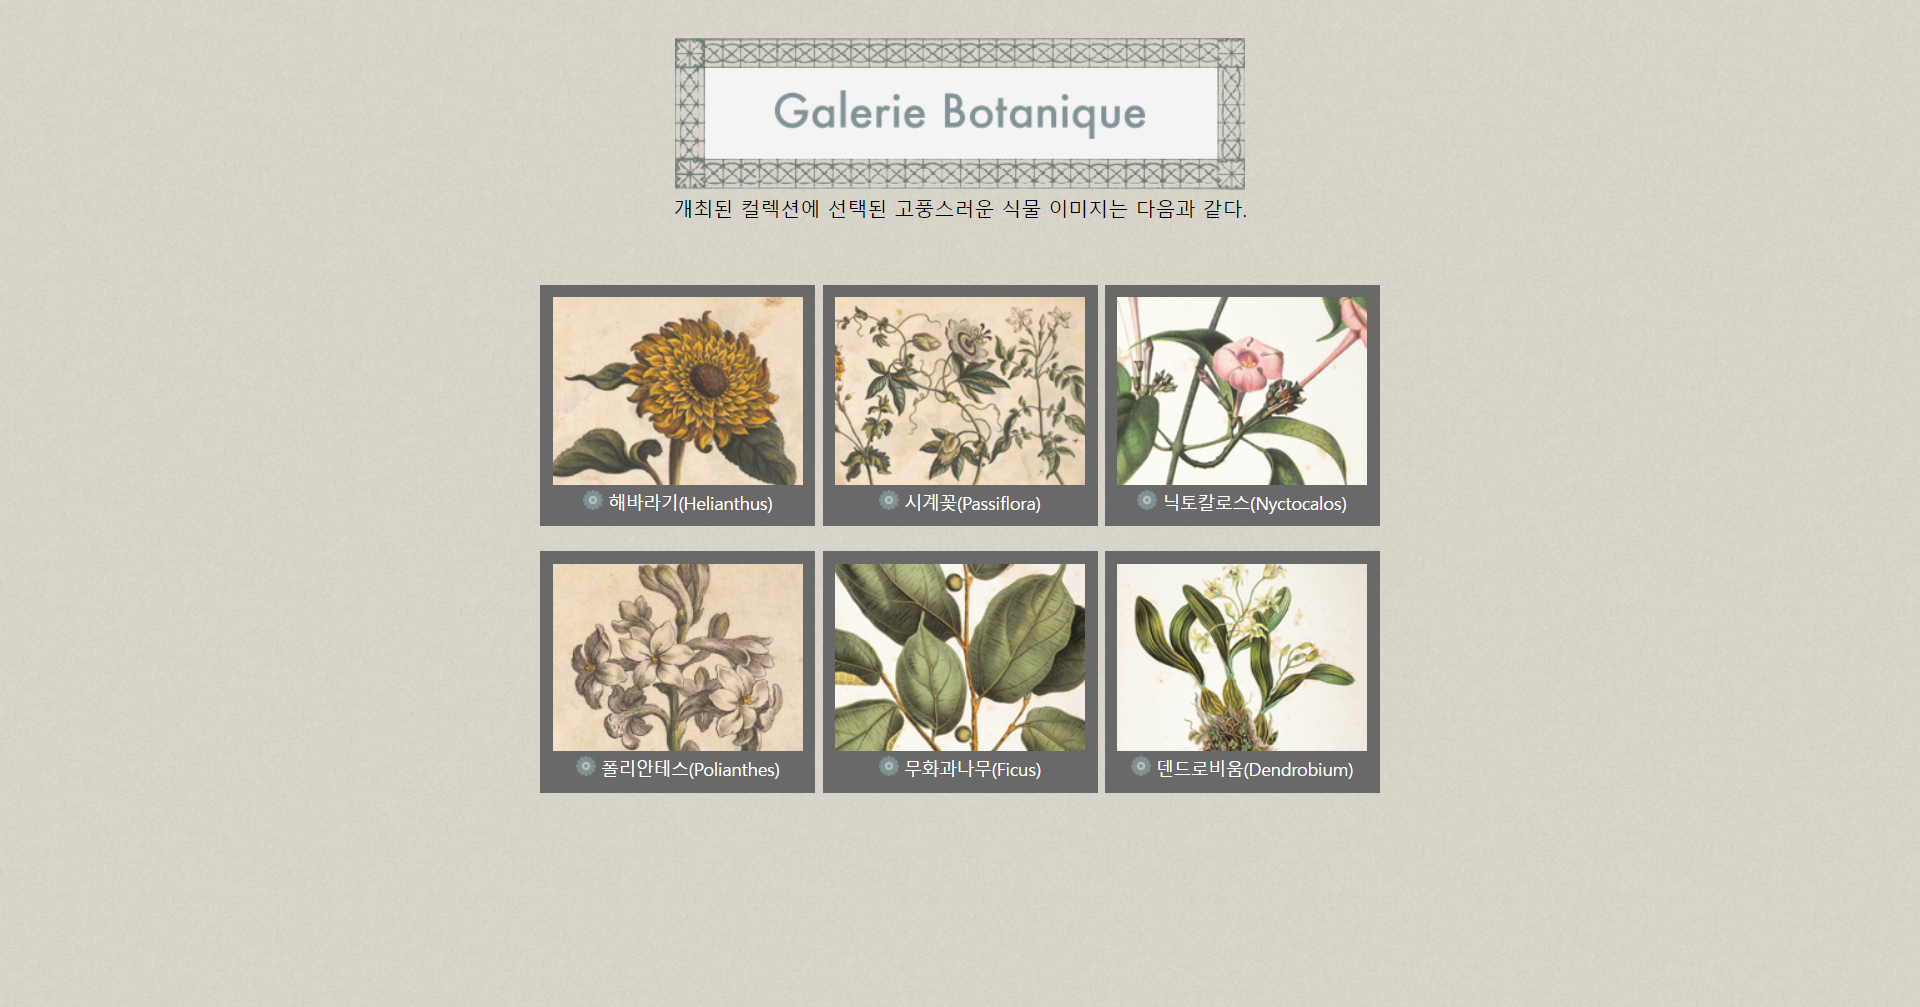 Galerie Botanique
개최된 컬렉션에 선택된 고풍스러운 식물 이미지는 다음과 같다.
해바라기(Helianthus)
시계꽃(Passiflora)
닉토칼로스(Nyctocalos)
폴리안테스(Polianthes)
무화과나무(Ficus)
덴드로비움(Dendrobium)